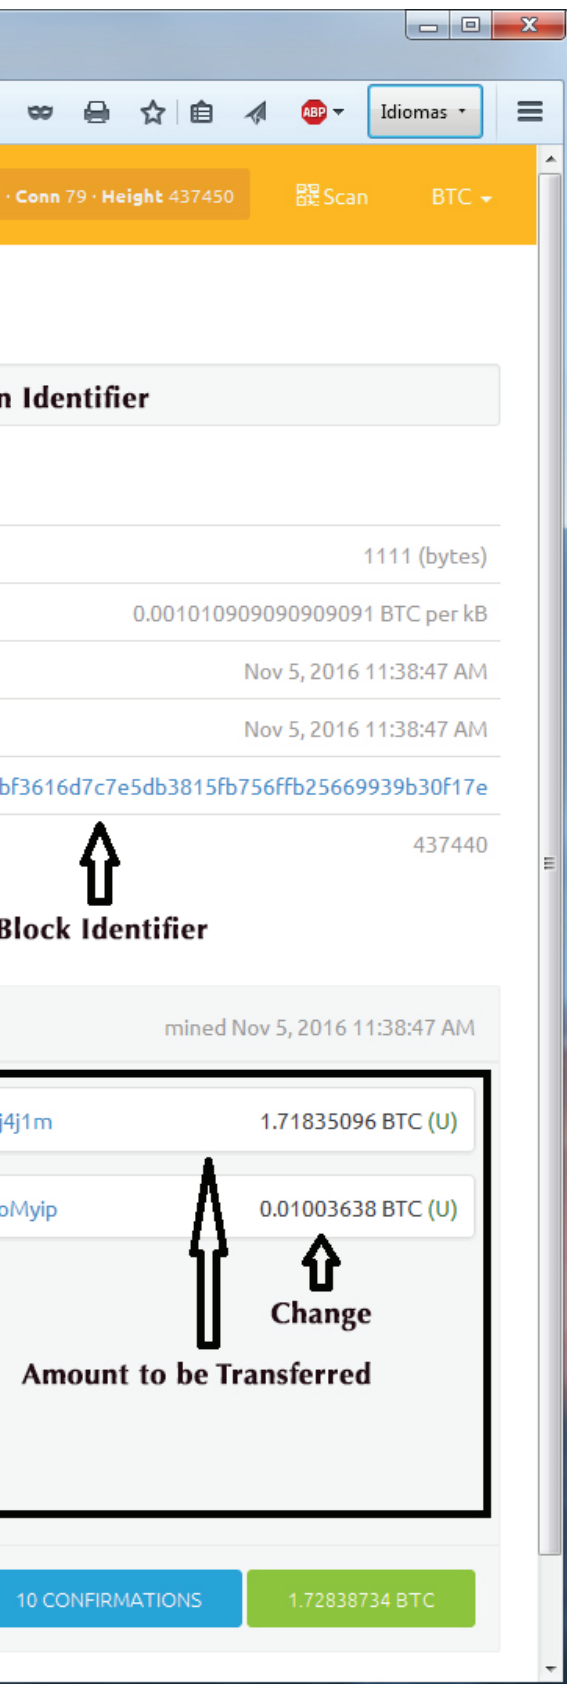 ABP
Idiomas
· Conn 79 · Height 437450
Scan
BTC
n Identifier
1111 (bytes)
0.001010909090909091 BTC per kB
Nov 5, 2016 11:38:47 AM
Nov 5, 2016 11:38:47 AM
bf3616d7c7e5db3815fb756ffb25669939b30f17e
437440
Block Identifier
mined Nov 5, 2016 11:38:47 AM
j4j1m
1.71835096 BTC (U)
oMyip
0.01003638 BTC (U)
Change
Amount to be Transferred
10 CONFIRMATIONS
1.72838734 BTC